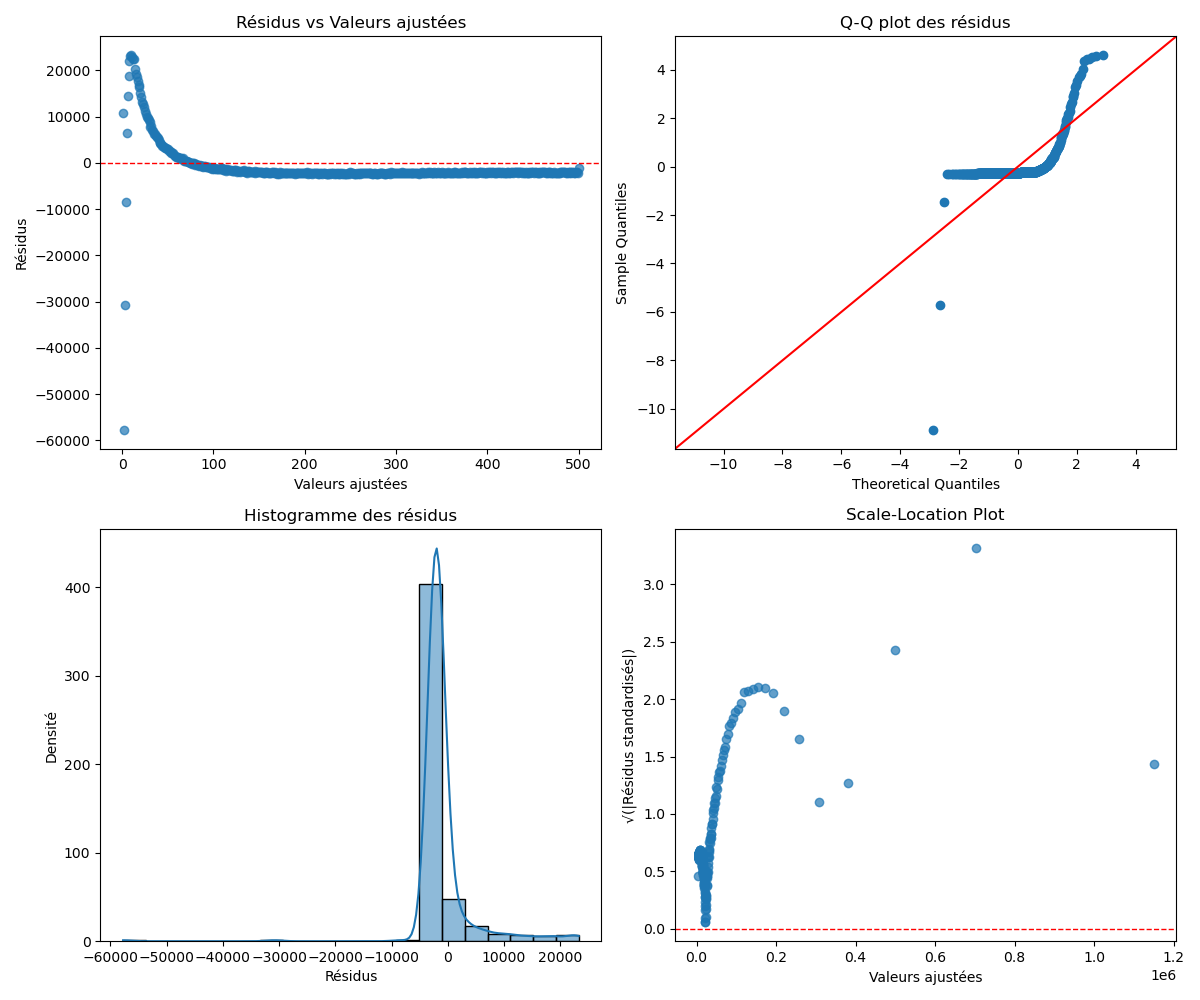 Résidus vs Valeurs ajustées
20000
10000
0
−10000
−20000
−30000
−40000
−50000
−60000
Résidus
0 100 200 300 400 500
Valeurs ajustées
Q-Q plot des résidus
4
2
0
−2
−4
−6
−8
−10
Sample Quantiles
−10 −8 −6 −4 −2 0 2 4
Theoretical Quantiles
Histogramme des résidus
400
300
200
100
0
Densité
−60000 −50000 −40000 −30000 −20000 −10000 0 10000 20000
Résidus
Scale-Location Plot
3.0
2.5
2.0
1.5
1.0
0.5
0.0
√(|Résidus standardisés|)
0.0 0.2 0.4 0.6 0.8 1.0 1.2
1e6
Valeurs ajustées